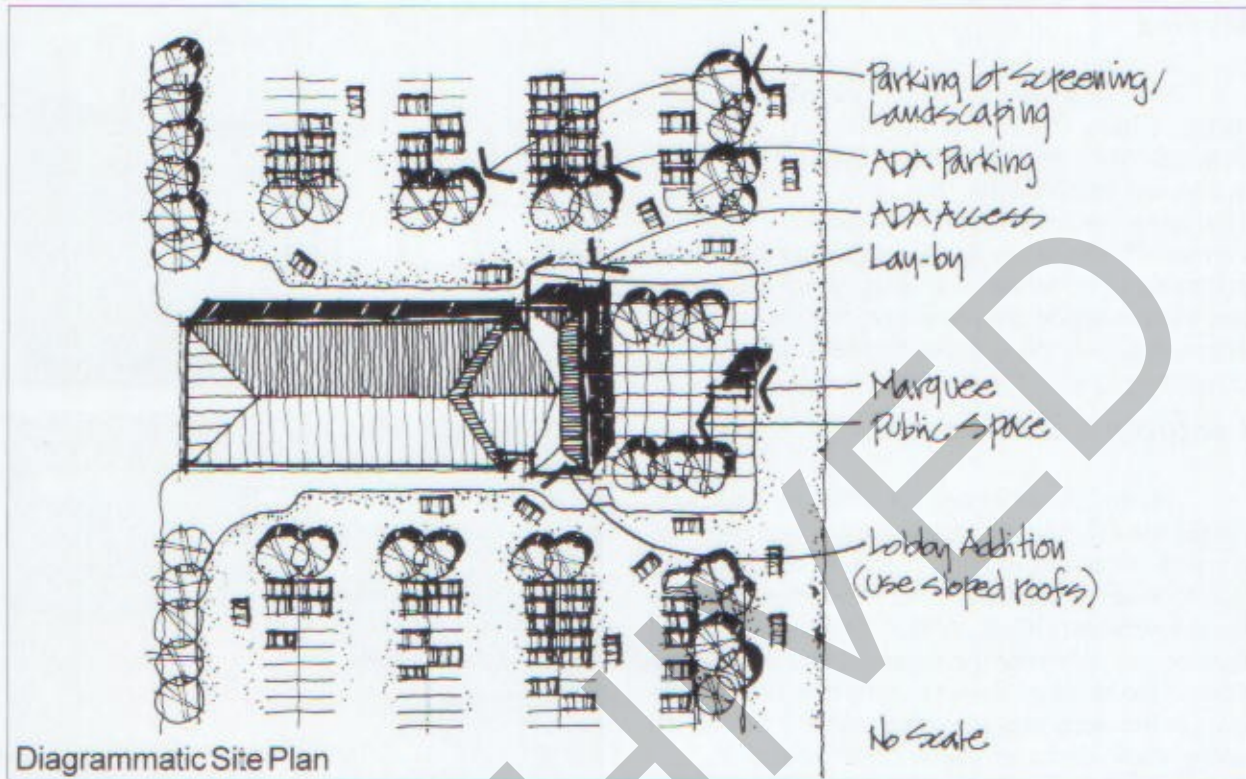 Parking lot Screening/
Landscaping
ADA Parking
ADA Access
Lay-by
Marquee
Public Space
Lobby Addition
(use sloped roofs)
No Scale
Diagrammatic Site Plan
HVED